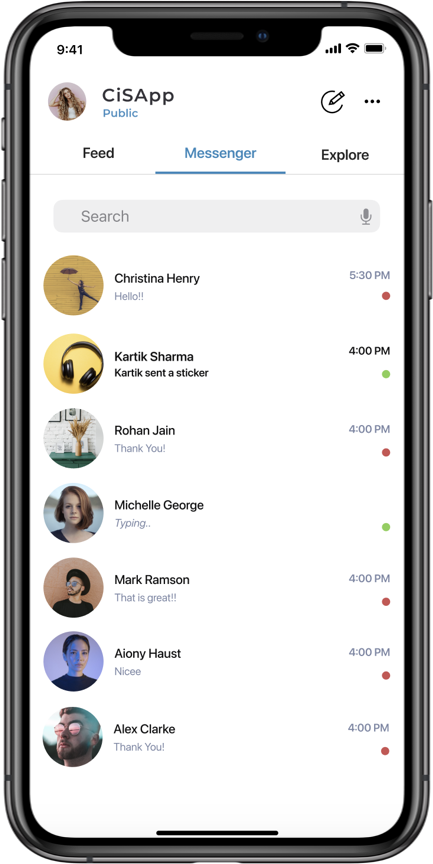 9:41
CiSApp
Public
Feed Messenger Explore
Search
Christina Henry 5:30 PM
Hello!!
Kartik Sharma 4:00 PM
Kartik sent a sticker
Rohan Jain 4:00 PM
Thank You!
Michelle George
Typing..
Mark Ramson 4:00 PM
That is great!!
Aiony Haust 4:00 PM
Nicee
Alex Clarke 4:00 PM
Thank You!